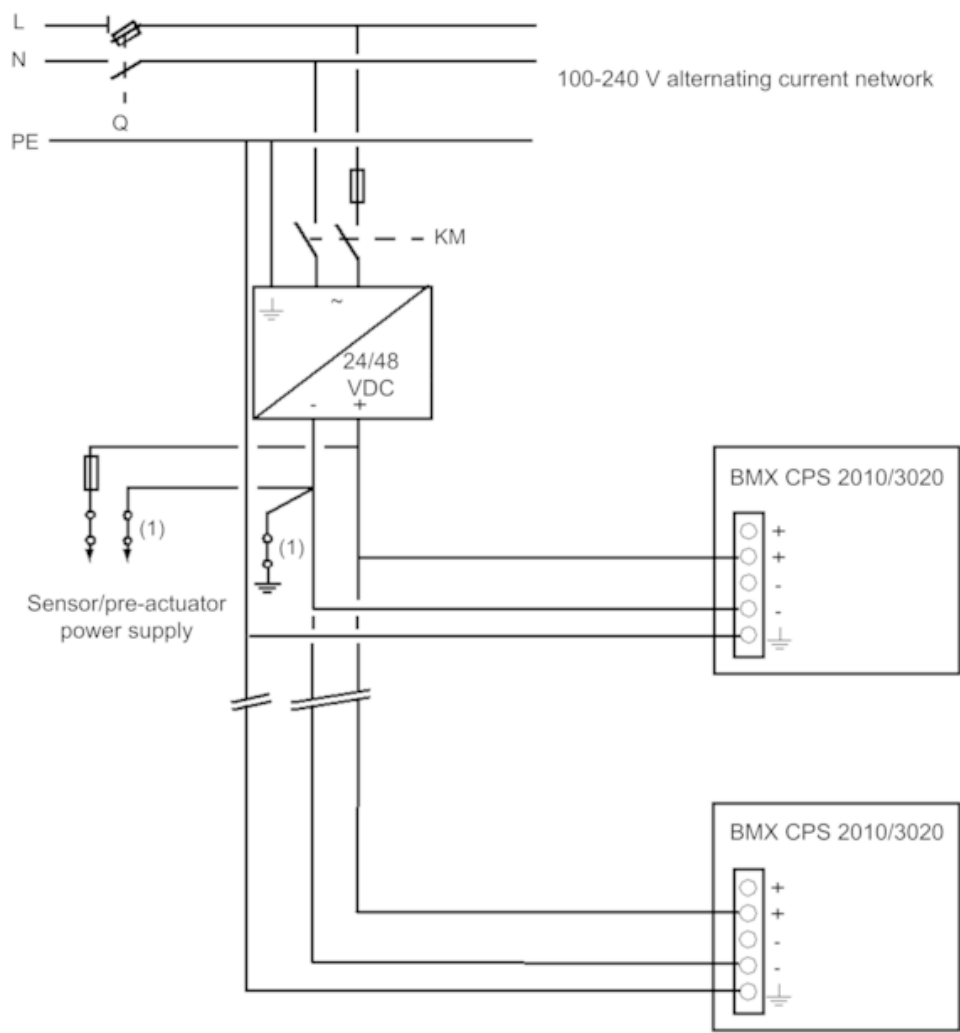 L
N
100-240 V alternating current network
Q
PE
KM
~
24/48
VDC
- +
BMX CPS 2010/3020
+
+
-
-
(1)
(1)
Sensor/pre-actuator
power supply
BMX CPS 2010/3020
+
+
-
-